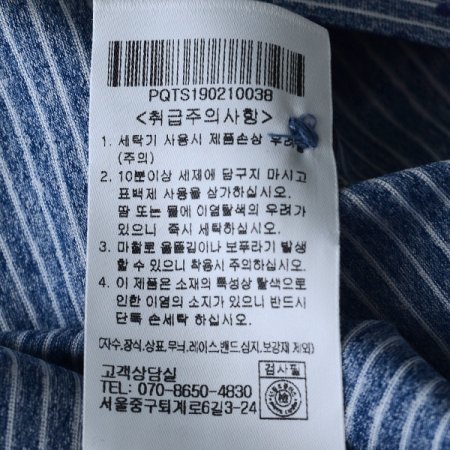 PQTS190210038
<취급주의사항>
1. 세탁기 사용시 제품손상 우려
(주의)
2. 10분이상 세제에 담구지 마시고
표백제 사용을 삼가하십시오.
땀 또는 물에 이염탈색의 우려가
있으니 즉시 세탁하십시오.
3. 마찰로 올뜯김이나 보푸라기 발생
할 수 있으니 착용시 주의하십시오.
4. 이 제품은 소재의 특성상 탈색으로
인한 이염의 소지가 있으니 반드시
단독 손세탁 하십시오.
(자수,장식,상표,무늬,레이스,밴드,심지,보강재 제외)
고객상담실
TEL: 070-8650-4830
서울중구퇴계로6길3-24
검사필